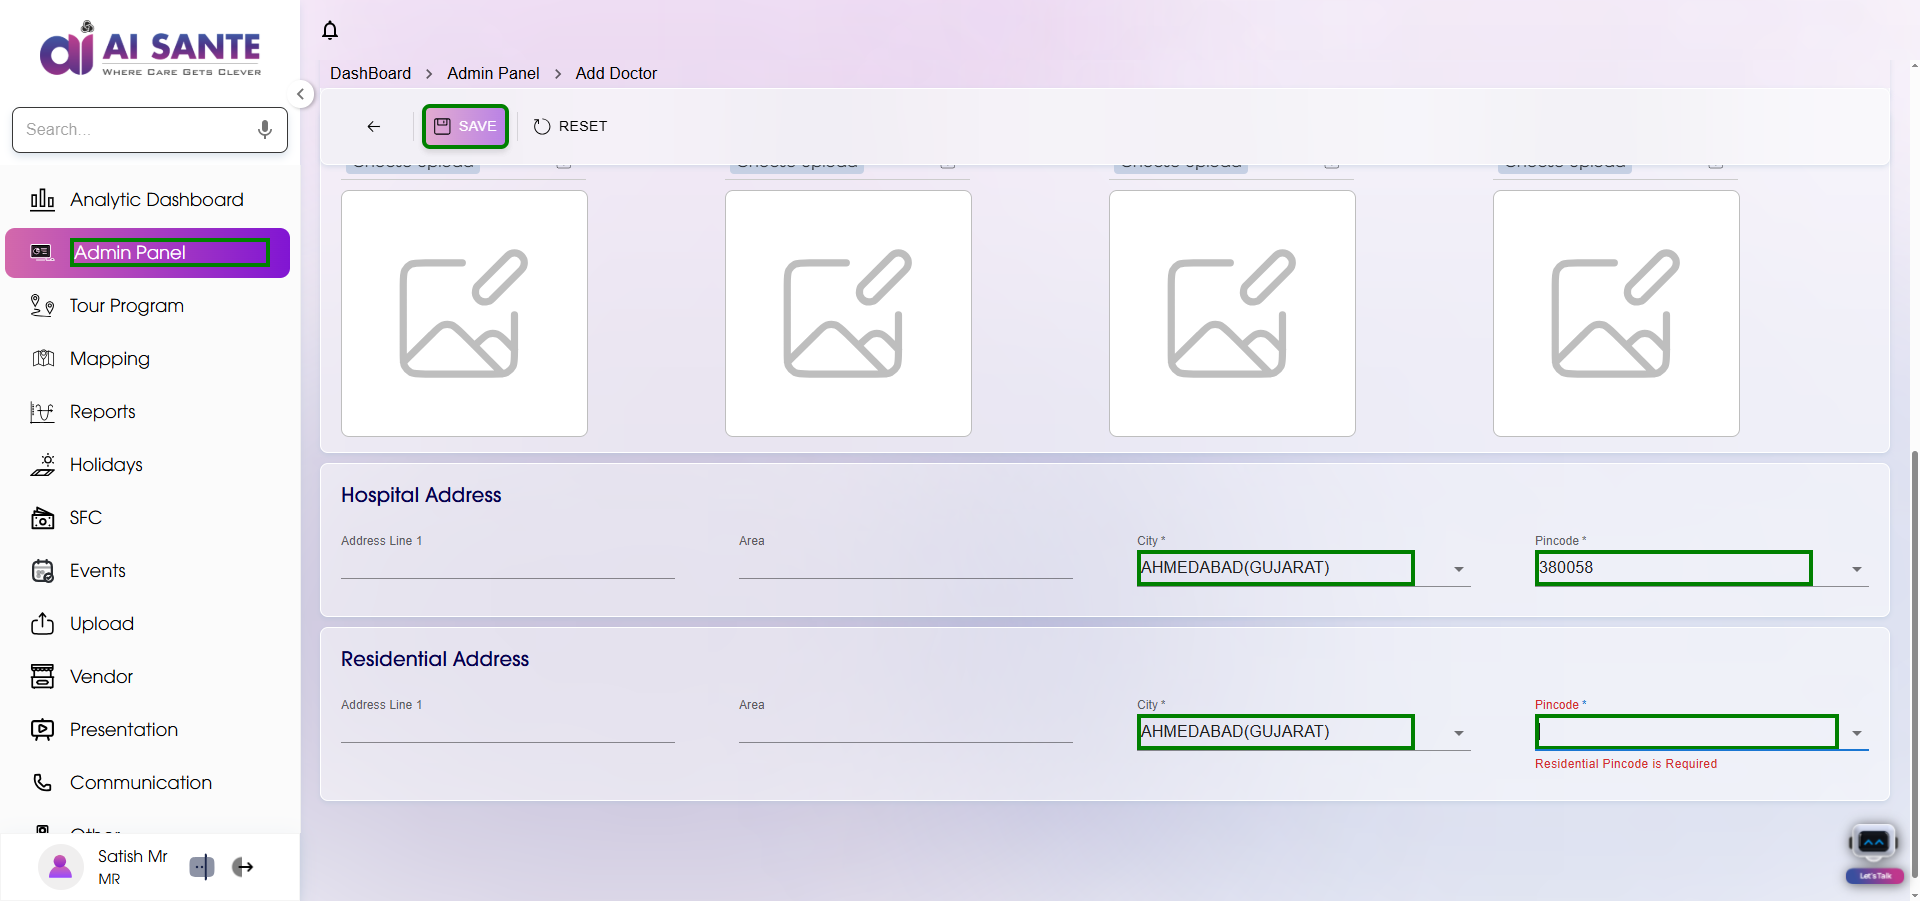 AI SANTE
WHERE CARE GETS CLEVER
Search...
Analytic Dashboard
Admin Panel
Tour Program
Mapping
Reports
Holidays
SFC
Events
Upload
Vendor
Presentation
Communication
Other
Satish Mr
MR
DashBoard > Admin Panel > Add Doctor
SAVE
RESET
Choose Upload
Choose Upload
Choose Upload
Choose Upload
Hospital Address
Address Line 1
Area
City *
AHMEDABAD(GUJARAT)
Pincode *
380058
Residential Address
Address Line 1
Area
City *
AHMEDABAD(GUJARAT)
Pincode *
Residential Pincode is Required
Let's Talk